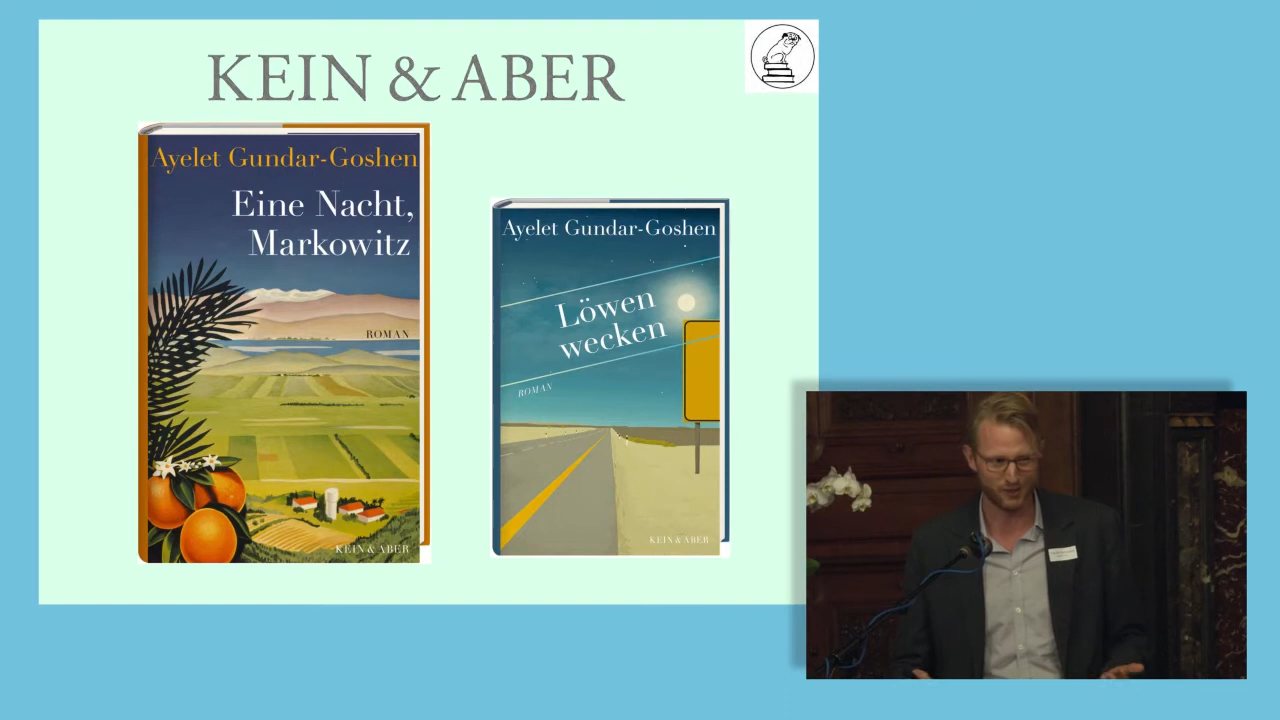 KEIN & ABER
Ayelet Gundar-Goshen
Eine Nacht,
Markowitz
ROMAN
KEIN & ABER
Ayelet Gundar-Goshen
Löwen
wecken
ROMAN
KEIN & ABER